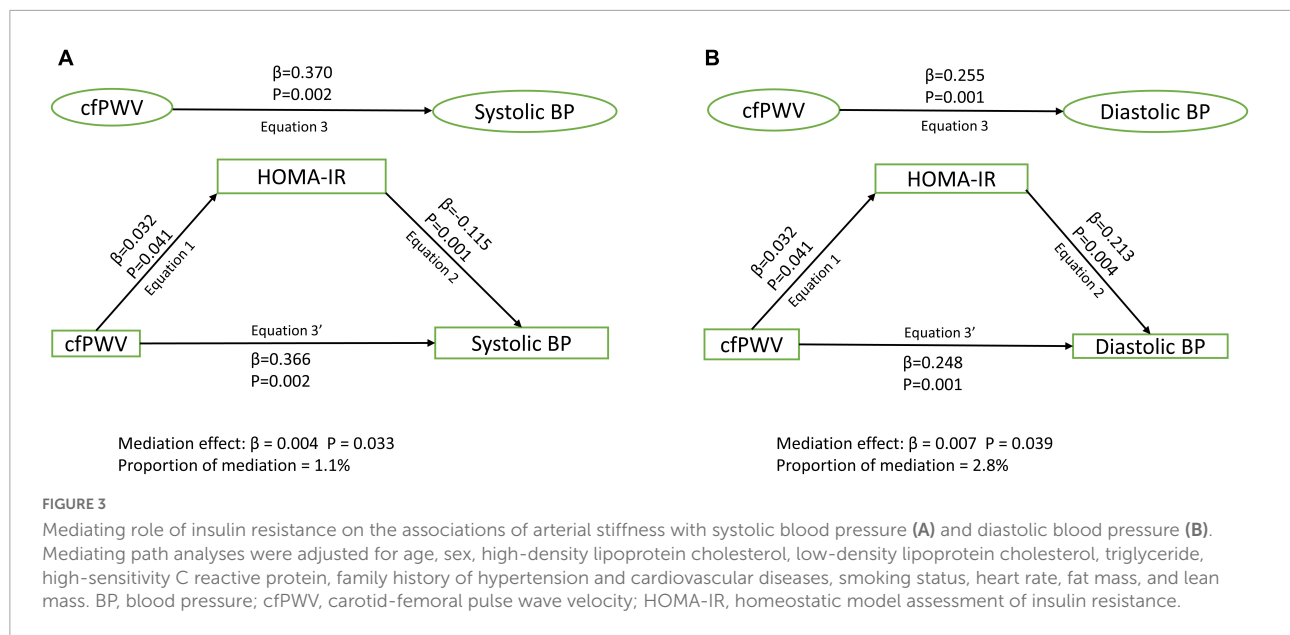 A
β=0.370
P=0.002
cfPWV
Systolic BP
Equation 3
HOMA-IR
β=0.032
P=0.041
Equation 1
β=-0.115
P=0.001
Equation 2
Equation 3’
cfPWV
Systolic BP
β=0.366
P=0.002
Mediation effect: β = 0.004 P = 0.033
Proportion of mediation = 1.1%
B
β=0.255
P=0.001
cfPWV
Diastolic BP
Equation 3
HOMA-IR
β=0.032
P=0.041
Equation 1
β=0.213
P=0.004
Equation 2
Equation 3’
cfPWV
Diastolic BP
β=0.248
P=0.001
Mediation effect: β = 0.007 P = 0.039
Proportion of mediation = 2.8%
FIGURE 3
Mediating role of insulin resistance on the associations of arterial stiffness with systolic blood pressure (A) and diastolic blood pressure (B).
Mediating path analyses were adjusted for age, sex, high-density lipoprotein cholesterol, low-density lipoprotein cholesterol, triglyceride,
high-sensitivity C reactive protein, family history of hypertension and cardiovascular diseases, smoking status, heart rate, fat mass, and lean
mass. BP, blood pressure; cfPWV, carotid-femoral pulse wave velocity; HOMA-IR, homeostatic model assessment of insulin resistance.